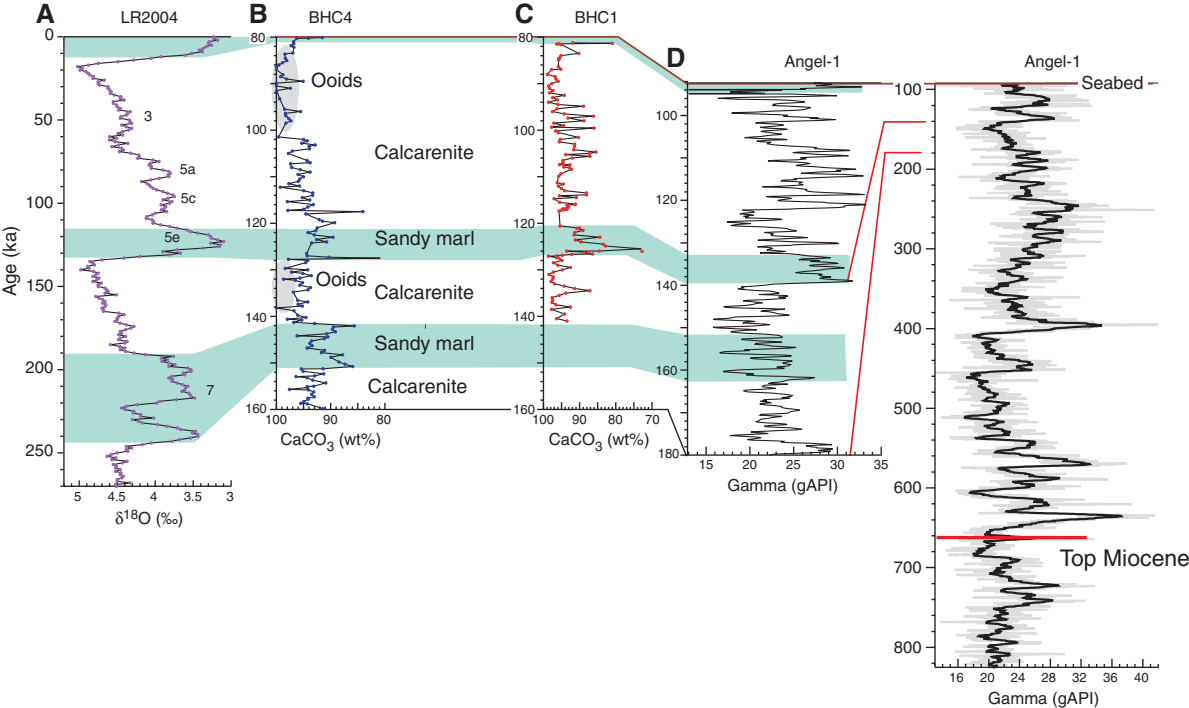 A
LR2004
B
BHC4
C
BHC1
D
Angel-1
Angel-1
0
50
100
150
200
250
Age (ka)
3
5a
5c
5e
7
5
4.5
4
3.5
3
δ18O (‰)
80
100
120
140
160
Ooids
Calcarenite
Sandy marl
Ooids
Calcarenite
Sandy marl
Calcarenite
100
90
80
CaCO3 (wt%)
80
100
120
140
160
100
90
80
70
CaCO3 (wt%)
100
120
140
160
180
15
20
25
30
35
Gamma (gAPI)
Seabed
100
200
300
400
500
600
700
800
Top Miocene
16
20
24
28
32
36
40
Gamma (gAPI)